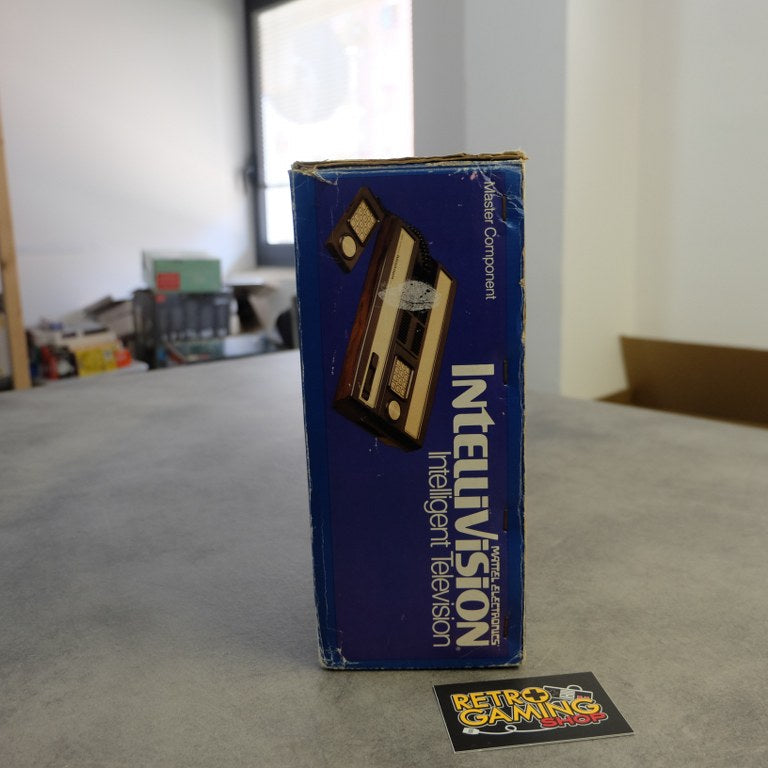 Master Component
MATTEL ELECTRONICS
INTELLIVISION®
Intelligent Television
RETRO
GAMING
SHOP